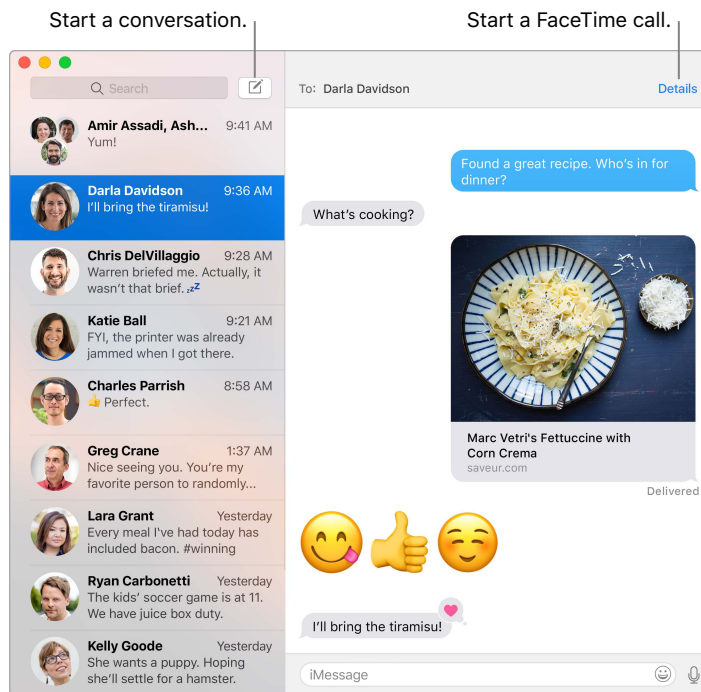 Start a conversation.
Start a FaceTime call.
Search
To: Darla Davidson
Details
Amir Assadi, Ash... 9:41 AM
Yum!
Darla Davidson 9:36 AM
I'll bring the tiramisu!
Chris DelVillaggio 9:28 AM
Warren briefed me. Actually, it
wasn't that brief. 💤
Katie Ball 9:21 AM
FYI, the printer was already
jammed when I got there.
Charles Parrish 8:58 AM
👍 Perfect.
Greg Crane 1:37 AM
Nice seeing you. You're my
favorite person to randomly...
Lara Grant Yesterday
Every meal I've had today has
included bacon. #winning
Ryan Carbonetti Yesterday
The kids' soccer game is at 11.
We have juice box duty.
Kelly Goode Yesterday
She wants a puppy. Hoping
she'll settle for a hamster.
Found a great recipe. Who's in for
dinner?
What's cooking?
Marc Vetri's Fettuccine with
Corn Crema
saveur.com
Delivered
I'll bring the tiramisu!
iMessage